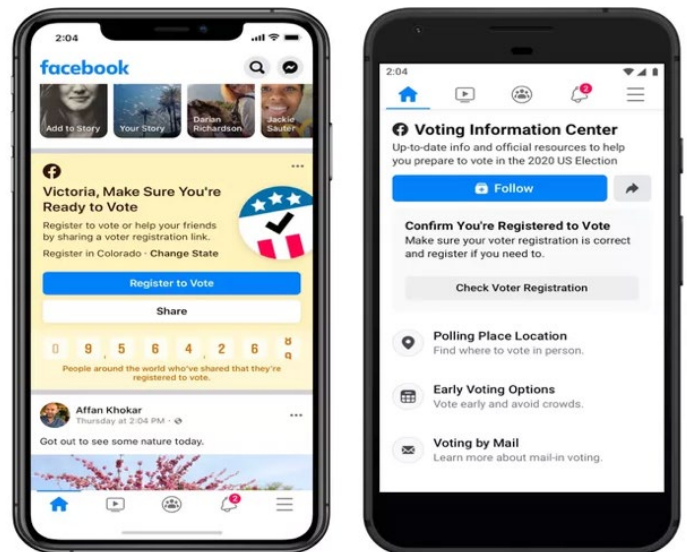 2:04
facebook
Add to Story
Your Story
Darian
Richardson
Jackie
Sauter
Victoria, Make Sure You're
Ready to Vote
Register to vote or help your friends
by sharing a voter registration link.
Register in Colorado · Change State
Register to Vote
Share
0 9,5 6 4,2 6
People around the world who've shared that they're
registered to vote.
Affan Khokar
Thursday at 2:04 PM ·
Got out to see some nature today.
2
2:04
2
Voting Information Center
Up-to-date info and official resources to help
you prepare to vote in the 2020 US Election
Follow
Confirm You're Registered to Vote
Make sure your voter registration is correct
and register if you need to.
Check Voter Registration
Polling Place Location
Find where to vote in person.
Early Voting Options
Vote early and avoid crowds.
Voting by Mail
Learn more about mail-in voting.